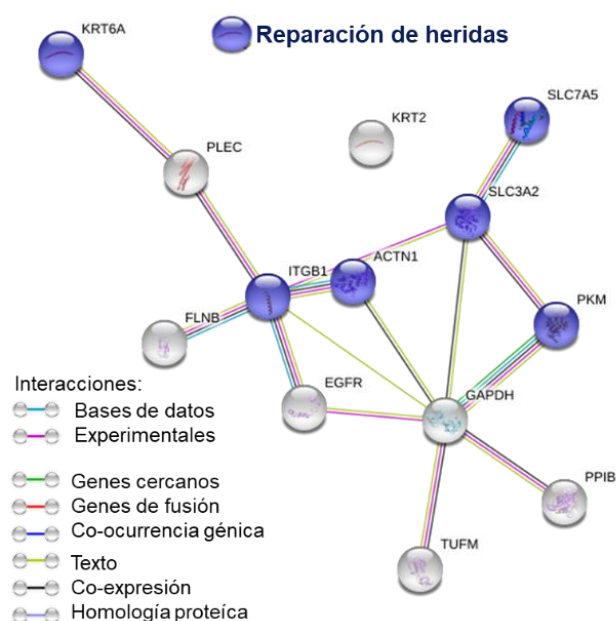 KRT6A
Reparación de heridas
SLC7A5
KRT2
PLEC
SLC3A2
ITGB1
ACTN1
PKM
FLNB
EGFR
GAPDH
PPIB
TUFM
Interacciones:
Bases de datos
Experimentales
Genes cercanos
Genes de fusión
Co-ocurrencia génica
Texto
Co-expresión
Homología proteíca